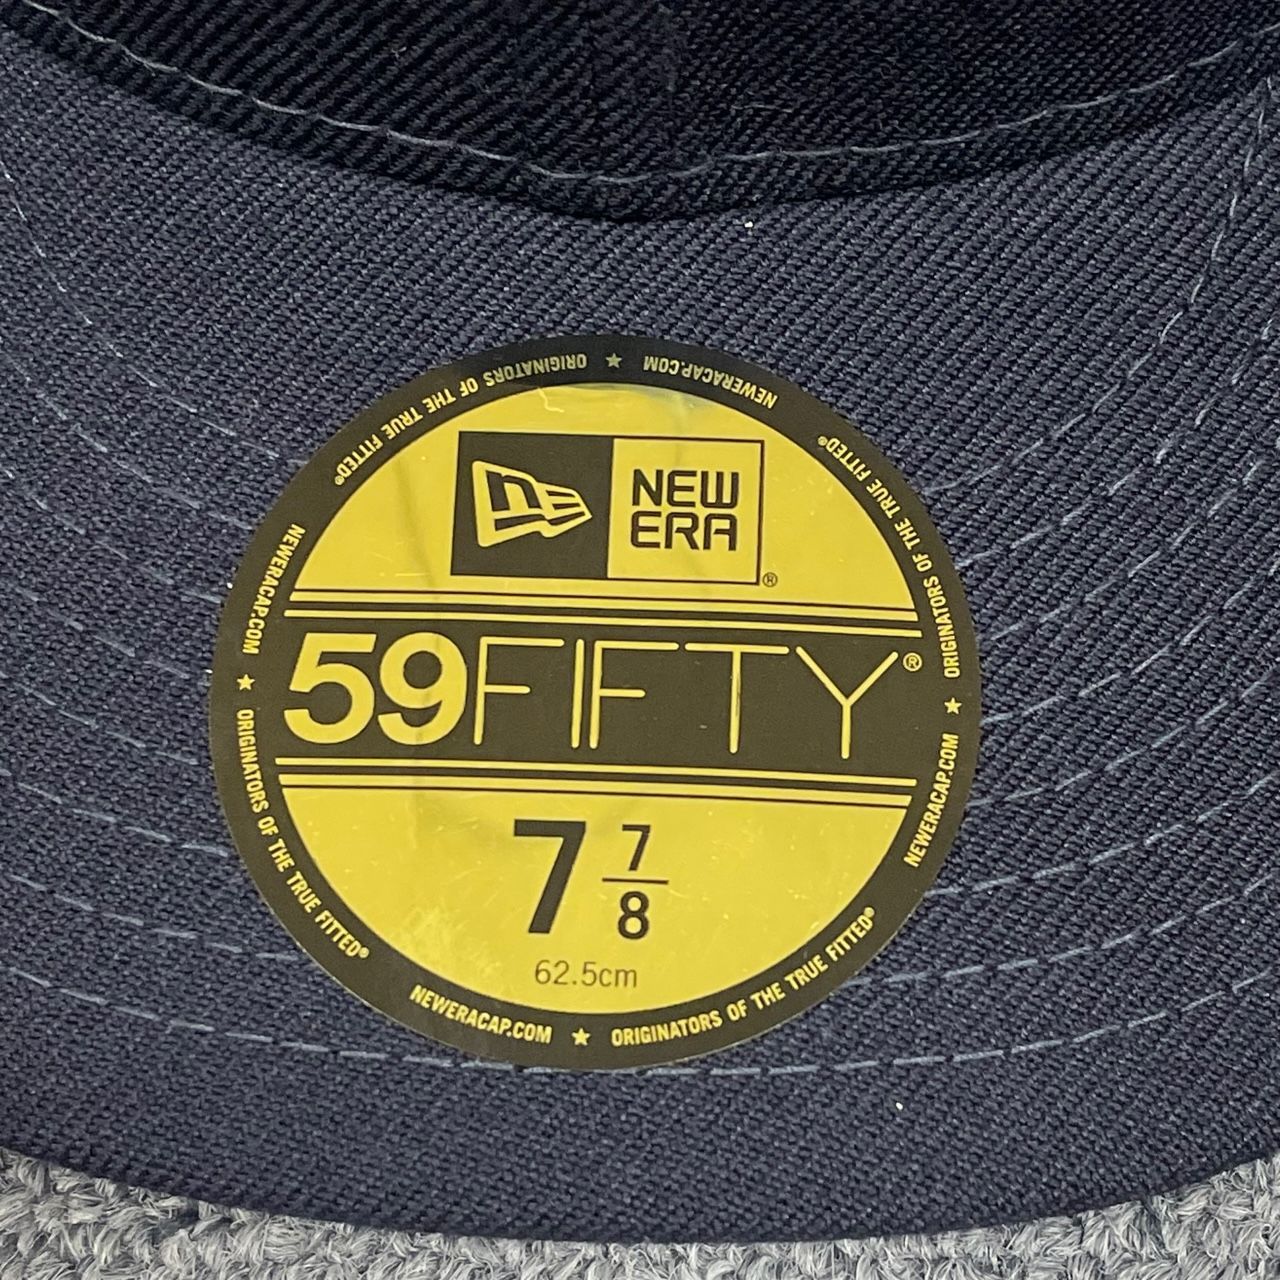 NEW
ERA
®
59FIFTY®
7 7/8
62.5cm
NEWERACAP.COM ★ ORIGINATORS OF THE TRUE FITTED®
NEWERACAP.COM ★ ORIGINATORS OF THE TRUE FITTED®
NEWERACAP.COM ★ ORIGINATORS OF THE TRUE FITTED®
NEWERACAP.COM ★ ORIGINATORS OF THE TRUE FITTED®